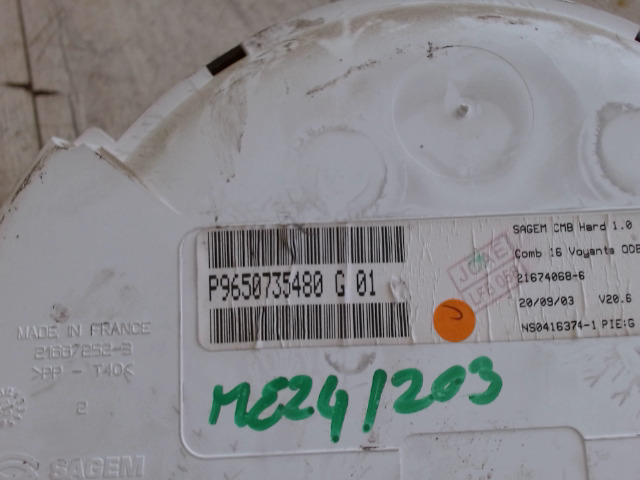 SAGEM CMB Hard 1.0
Comb 16 Voyants ODB
21674068-6
20/09/03 V20.6
NS0416374-1 PIE:G
P9650735480 G 01
MADE IN FRANCE
21687252-3
>PP - T40<
2
SAGEM
ME24/203